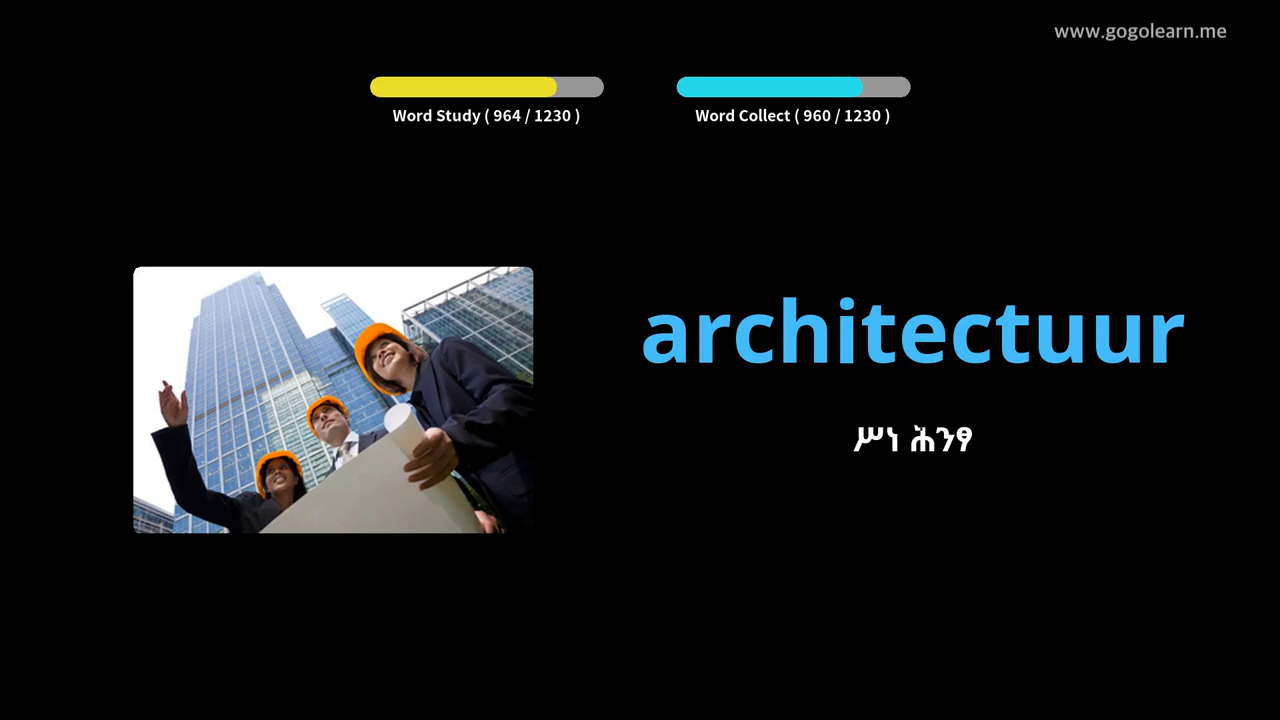 www.gogolearn.me
Word Study ( 964 / 1230 )
Word Collect ( 960 / 1230 )
architectuur
ሥነ ሕንፃ